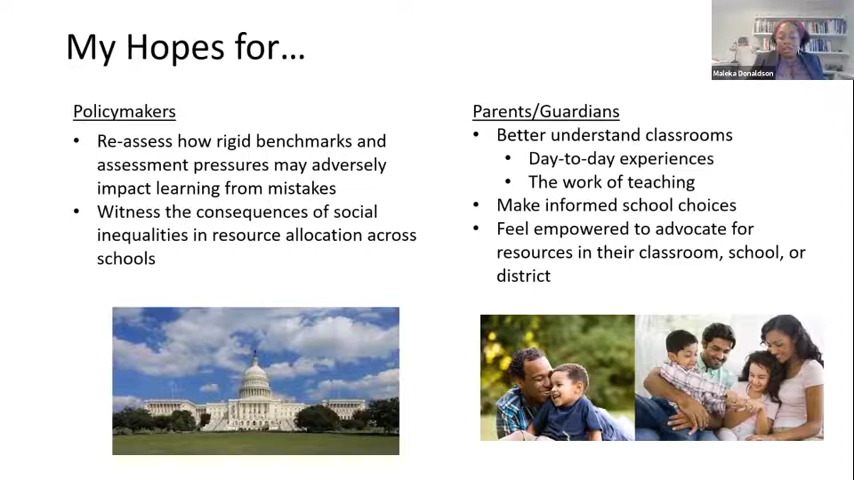 My Hopes for...
Maleka Donaldson
Policymakers
• Re-assess how rigid benchmarks and
assessment pressures may adversely
impact learning from mistakes
• Witness the consequences of social
inequalities in resource allocation across
schools
Parents/Guardians
• Better understand classrooms
• Day-to-day experiences
• The work of teaching
• Make informed school choices
• Feel empowered to advocate for
resources in their classroom, school, or
district